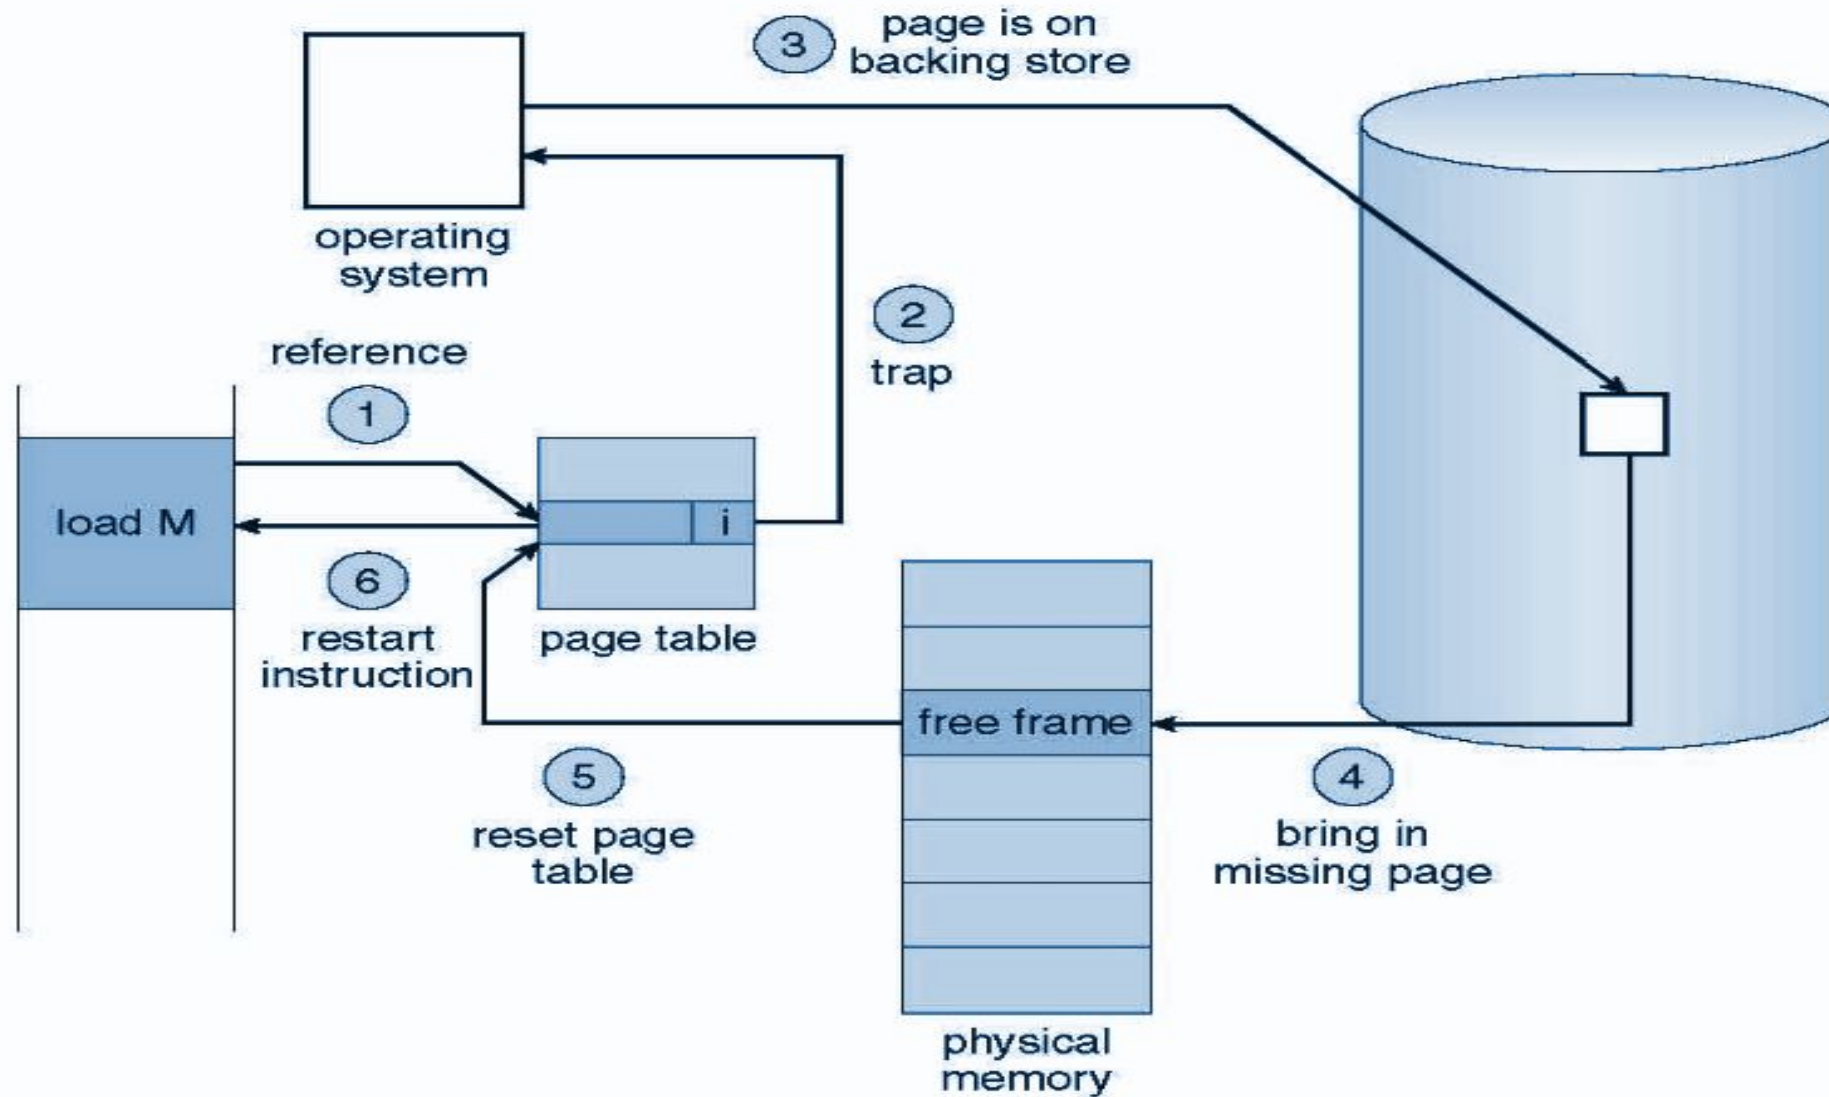 3
page is on
backing store
operating
system
2
trap
reference
1
load M
i
6
restart
instruction
page table
free frame
5
reset page
table
4
bring in
missing page
physical
memory